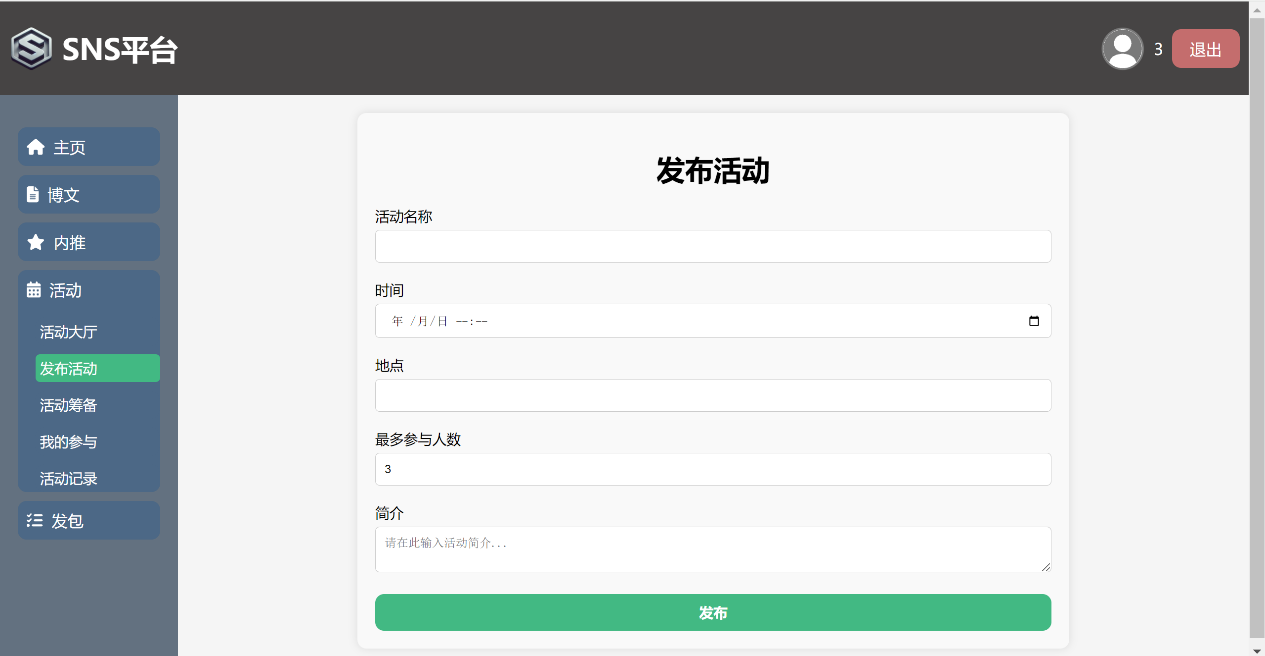 SNS平台
3
退出
主页
博文
内推
活动
活动大厅
发布活动
活动筹备
我的参与
活动记录
发包
发布活动
活动名称
时间
年 /月/日 --:--
地点
最多参与人数
3
简介
请在此输入活动简介...
发布